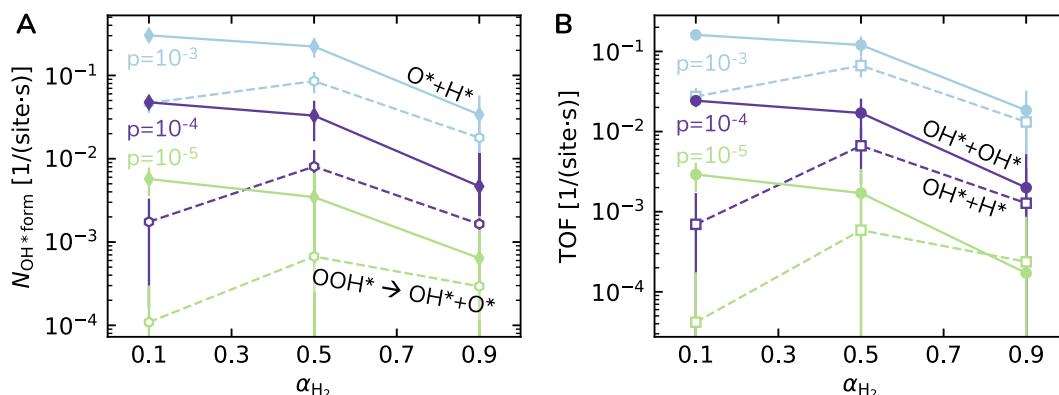 A
N_OH* form [1/(site·s)]
10⁻¹
10⁻²
10⁻³
10⁻⁴
p=10⁻³
p=10⁻⁴
p=10⁻⁵
O*+H*
OOH* → OH*+O*
0.1 0.3 0.5 0.7 0.9
α_H₂
B
TOF [1/(site·s)]
10⁻¹
10⁻²
10⁻³
10⁻⁴
p=10⁻³
p=10⁻⁴
p=10⁻⁵
OH*+OH*
OH*+H*
0.1 0.3 0.5 0.7 0.9
α_H₂